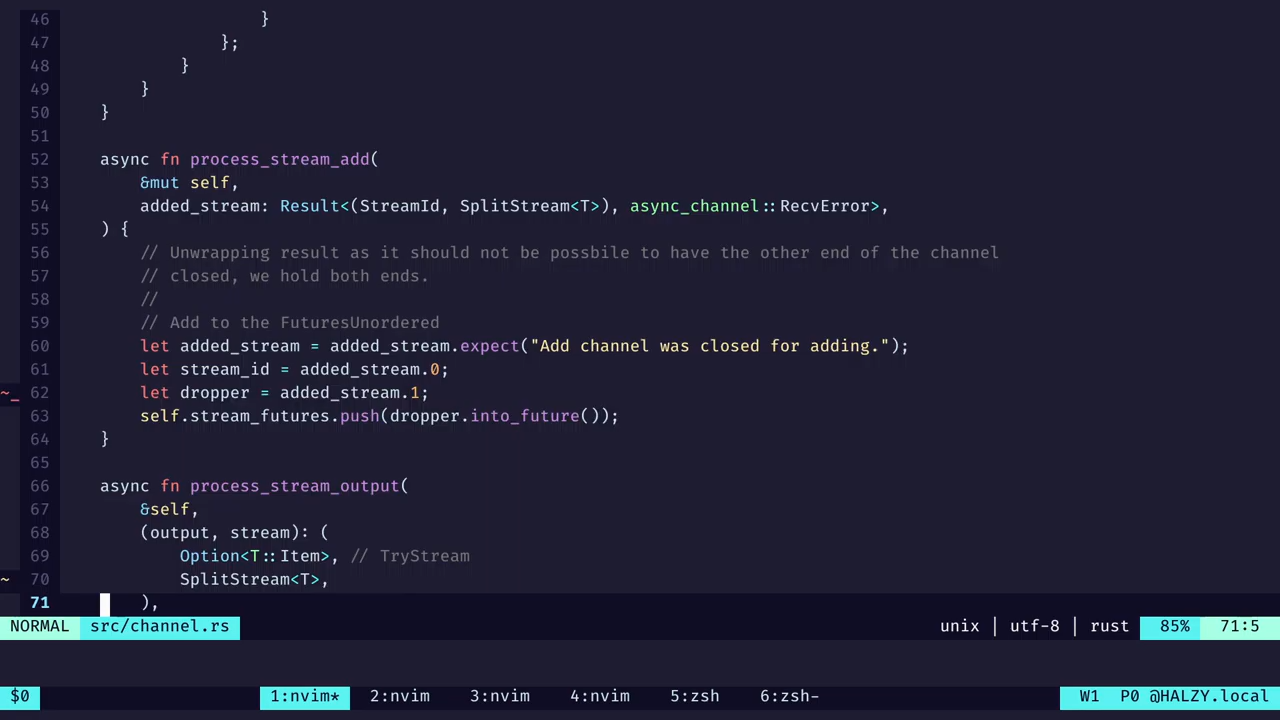 46                     }
47                 };
48             }
49         }
50     }
51
52     async fn process_stream_add(
53         &mut self,
54         added_stream: Result<(StreamId, SplitStream<T>), async_channel::RecvError>,
55     ) {
56         // Unwrapping result as it should not be possbile to have the other end of the channel
57         // closed, we hold both ends.
58         //
59         // Add to the FuturesUnordered
60         let added_stream = added_stream.expect("Add channel was closed for adding.");
61         let stream_id = added_stream.0;
~_ 62         let dropper = added_stream.1;
63         self.stream_futures.push(dropper.into_future());
64     }
65
66     async fn process_stream_output(
67         &self,
68         (output, stream): (
69             Option<T::Item>, // TryStream
~ 70             SplitStream<T>,
71         ),
NORMAL src/channel.rs unix | utf-8 | rust 85% 71:5
$0 1:nvim* 2:nvim 3:nvim 4:nvim 5:zsh 6:zsh- W1 P0 @HALZY.local